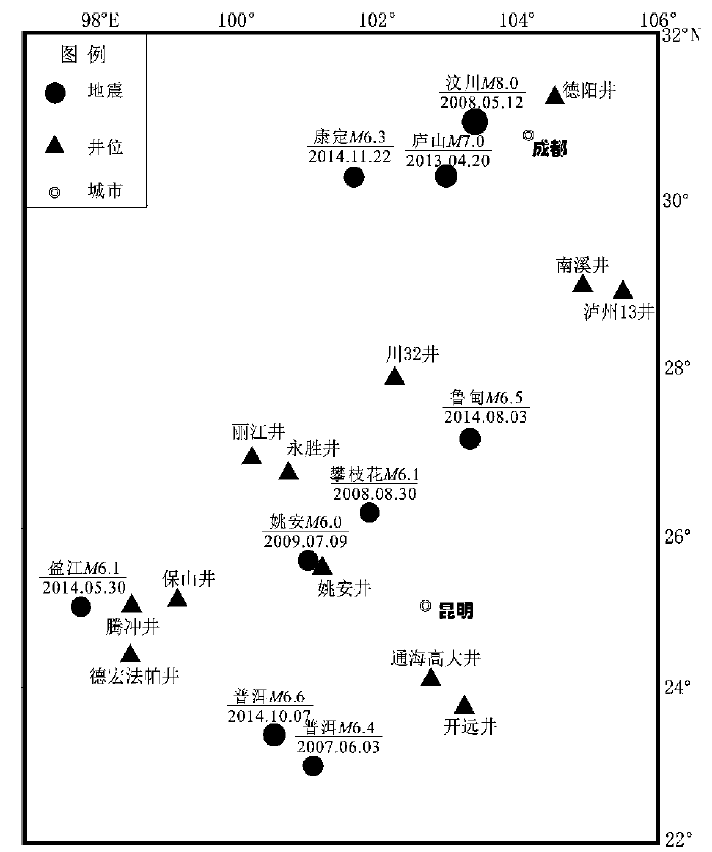 98°E
100°
102°
104°
106°
32°N
图 例
地震
井位
城市
汶川M8.0
2008.05.12
德阳井
康定M6.3
2014.11.22
庐山M7.0
2013.04.20
成都
30°
南溪井
泸州13井
川32井
28°
鲁甸M6.5
2014.08.03
丽江井
永胜井
攀枝花M6.1
2008.08.30
姚安M6.0
2009.07.09
26°
盈江M6.1
2014.05.30
保山井
姚安井
腾冲井
昆明
德宏法帕井
通海高大井
24°
普洱M6.6
2014.10.07
开远井
普洱M6.4
2007.06.03
22°